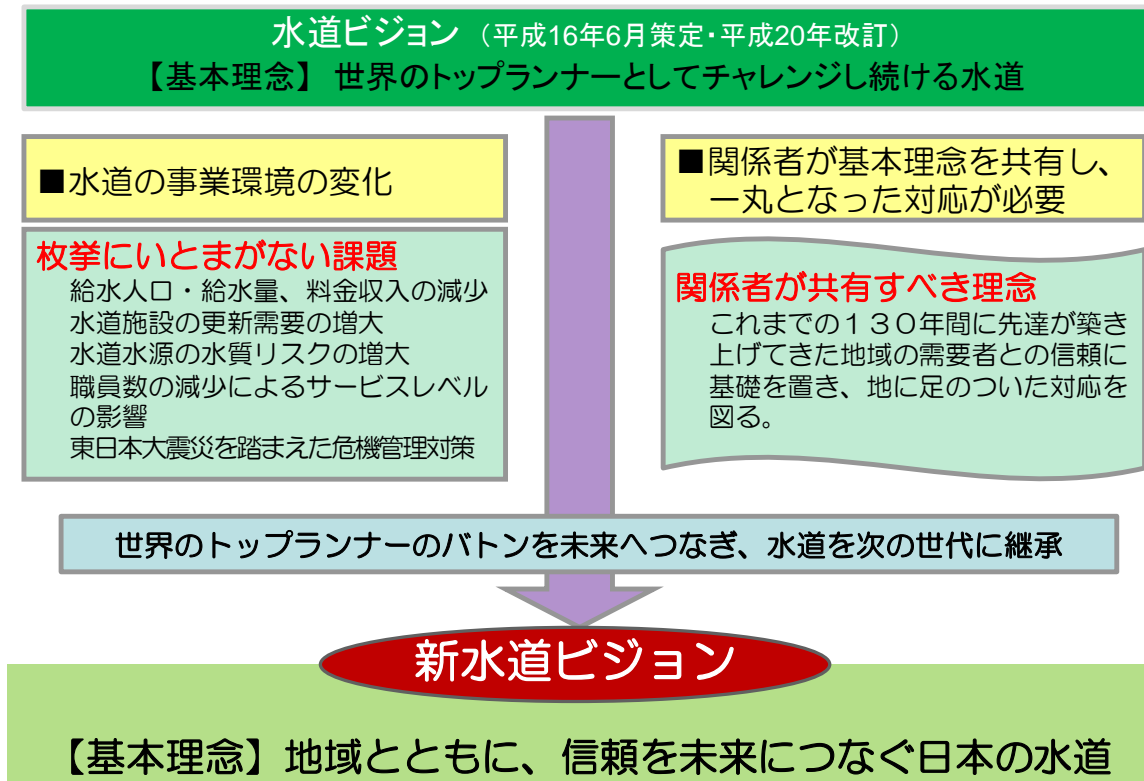 水道ビジョン （平成16年6月策定・平成20年改訂）
【基本理念】 世界のトップランナーとしてチャレンジし続ける水道
■水道の事業環境の変化
枚挙にいとまがない課題
給水人口・給水量、料金収入の減少
水道施設の更新需要の増大
水道水源の水質リスクの増大
職員数の減少によるサービスレベル
の影響
東日本大震災を踏まえた危機管理対策
■関係者が基本理念を共有し、
一丸となった対応が必要
関係者が共有すべき理念
これまでの１３０年間に先達が築き
上げてきた地域の需要者との信頼に
基礎を置き、地に足のついた対応を
図る。
世界のトップランナーのバトンを未来へつなぎ、水道を次の世代に継承
新水道ビジョン
【基本理念】地域とともに、信頼を未来につなぐ日本の水道